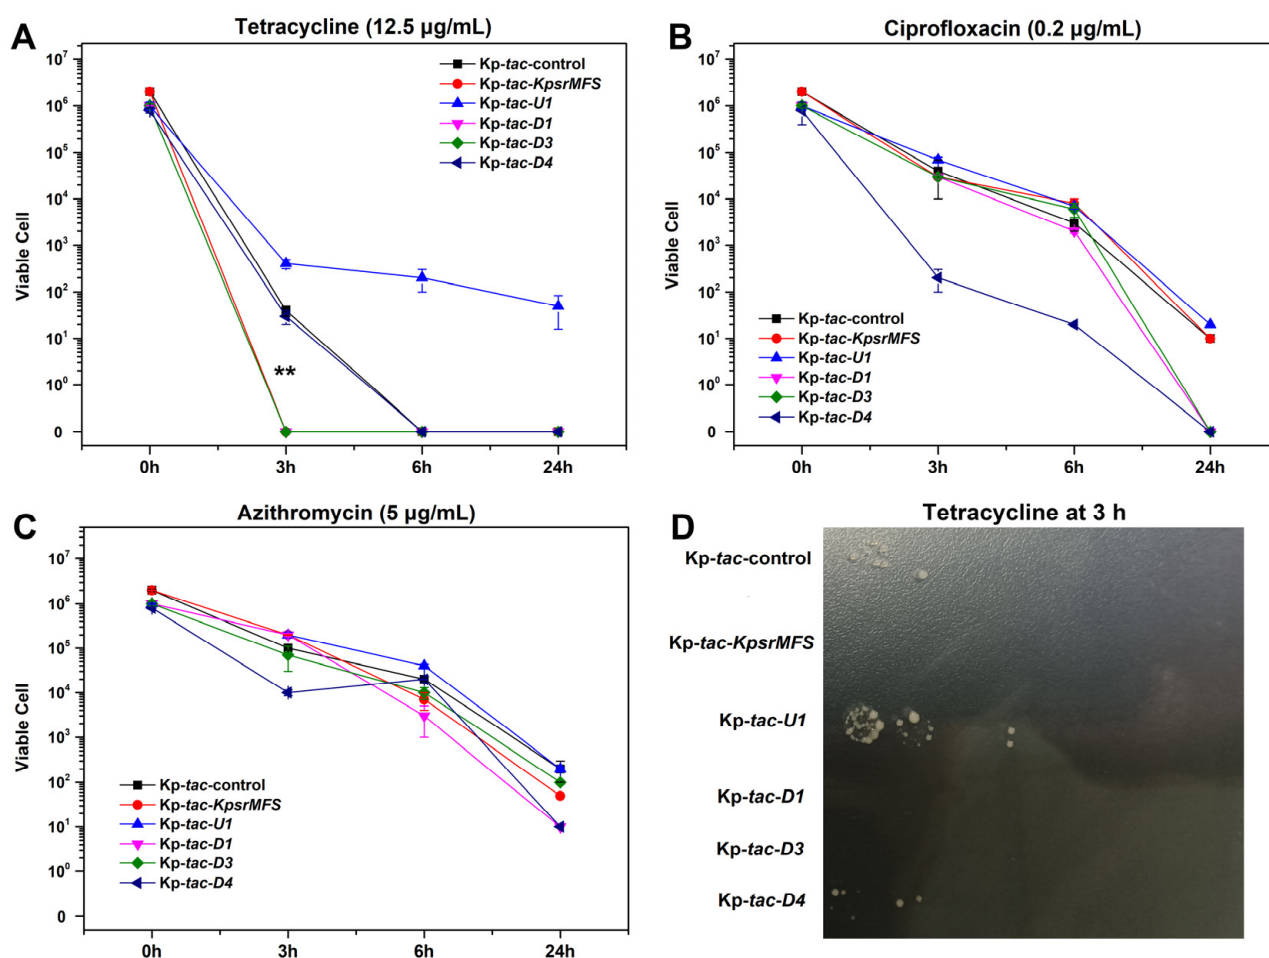 A
Tetracycline (12.5 µg/mL)
Viable Cell
10⁷
10⁶
10⁵
10⁴
10³
10²
10¹
10⁰
0
0h
3h
6h
24h
**
Kp-tac-control
Kp-tac-KpsrMFS
Kp-tac-U1
Kp-tac-D1
Kp-tac-D3
Kp-tac-D4
B
Ciprofloxacin (0.2 µg/mL)
Viable Cell
10⁷
10⁶
10⁵
10⁴
10³
10²
10¹
10⁰
0
0h
3h
6h
24h
Kp-tac-control
Kp-tac-KpsrMFS
Kp-tac-U1
Kp-tac-D1
Kp-tac-D3
Kp-tac-D4
C
Azithromycin (5 µg/mL)
Viable Cell
10⁷
10⁶
10⁵
10⁴
10³
10²
10¹
10⁰
0
0h
3h
6h
24h
Kp-tac-control
Kp-tac-KpsrMFS
Kp-tac-U1
Kp-tac-D1
Kp-tac-D3
Kp-tac-D4
D
Tetracycline at 3 h
Kp-tac-control
Kp-tac-KpsrMFS
Kp-tac-U1
Kp-tac-D1
Kp-tac-D3
Kp-tac-D4